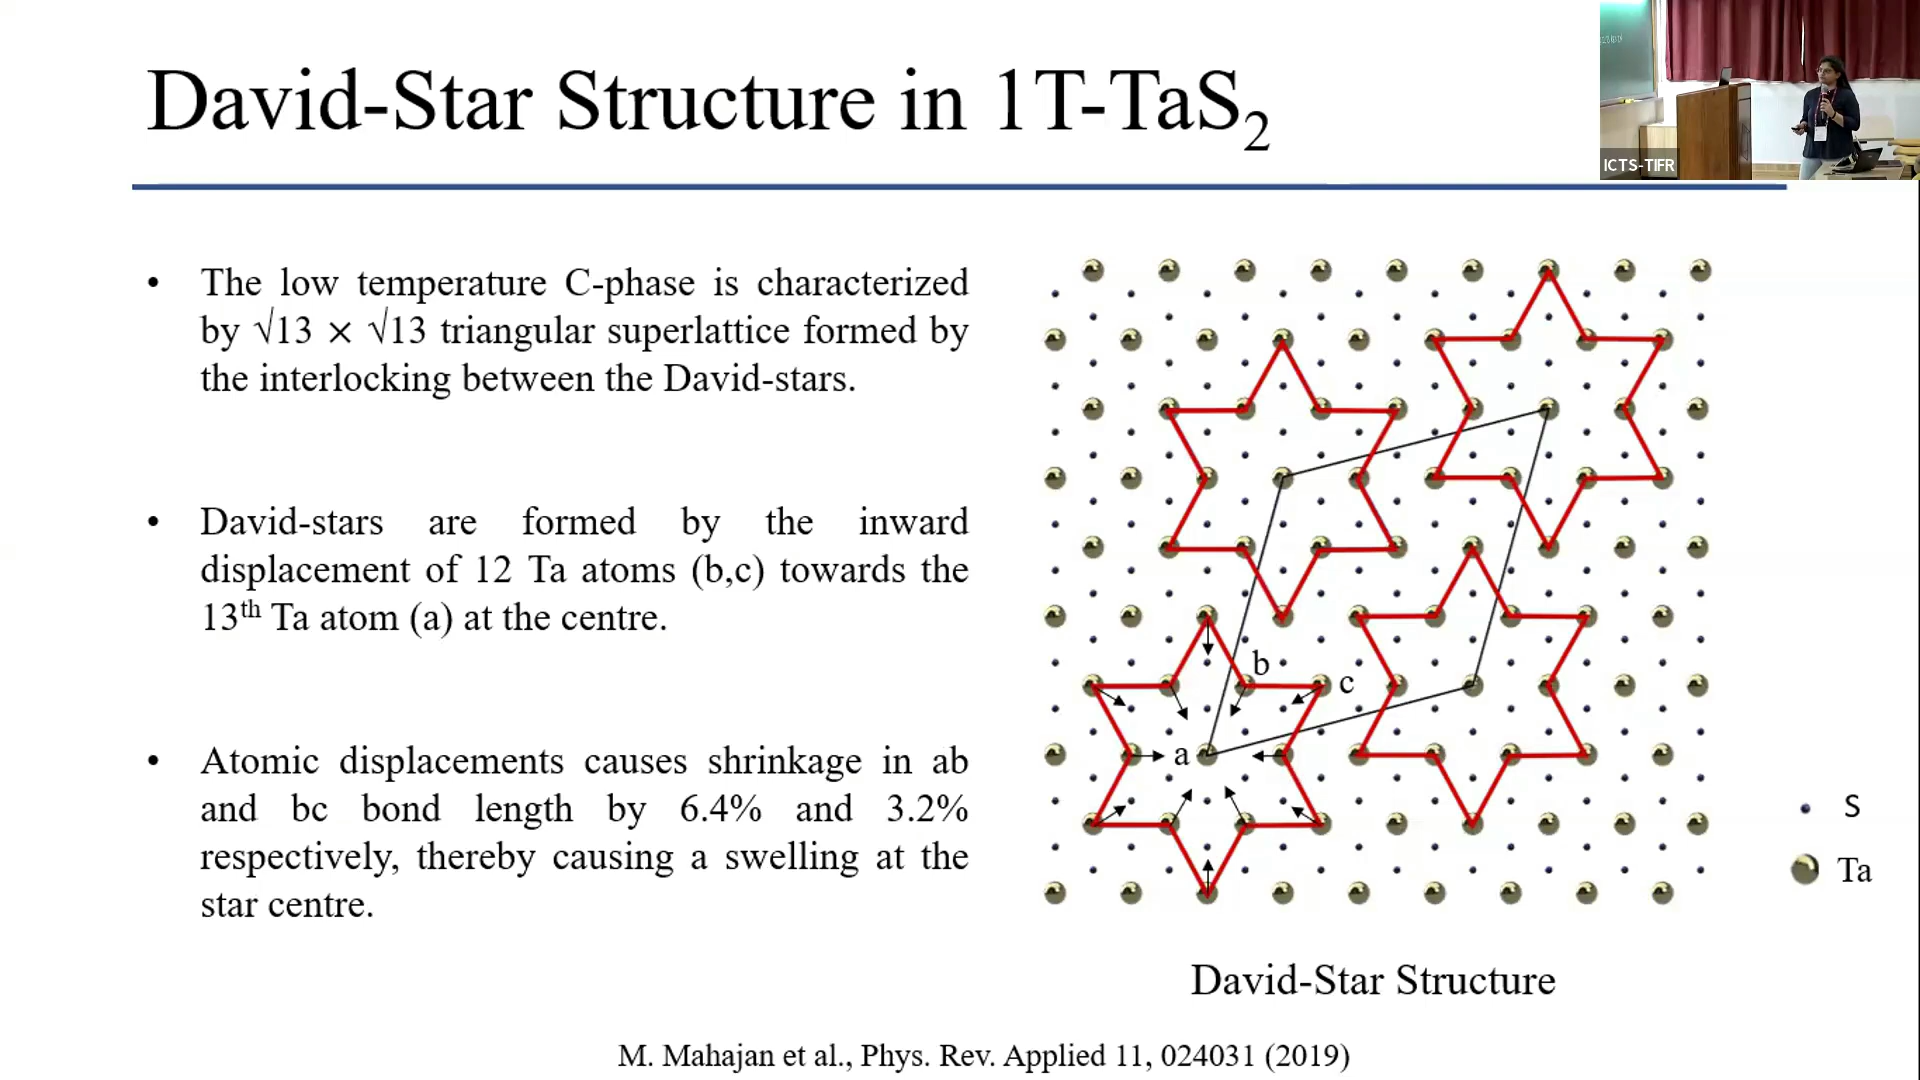 David-Star Structure in 1T-TaS₂
ICTS-TIFR
• The low temperature C-phase is characterized
by √13 × √13 triangular superlattice formed by
the interlocking between the David-stars.
• David-stars are formed by the inward
displacement of 12 Ta atoms (b,c) towards the
13th Ta atom (a) at the centre.
• Atomic displacements causes shrinkage in ab
and bc bond length by 6.4% and 3.2%
respectively, thereby causing a swelling at the
star centre.
b
c
a
S
Ta
David-Star Structure
M. Mahajan et al., Phys. Rev. Applied 11, 024031 (2019)